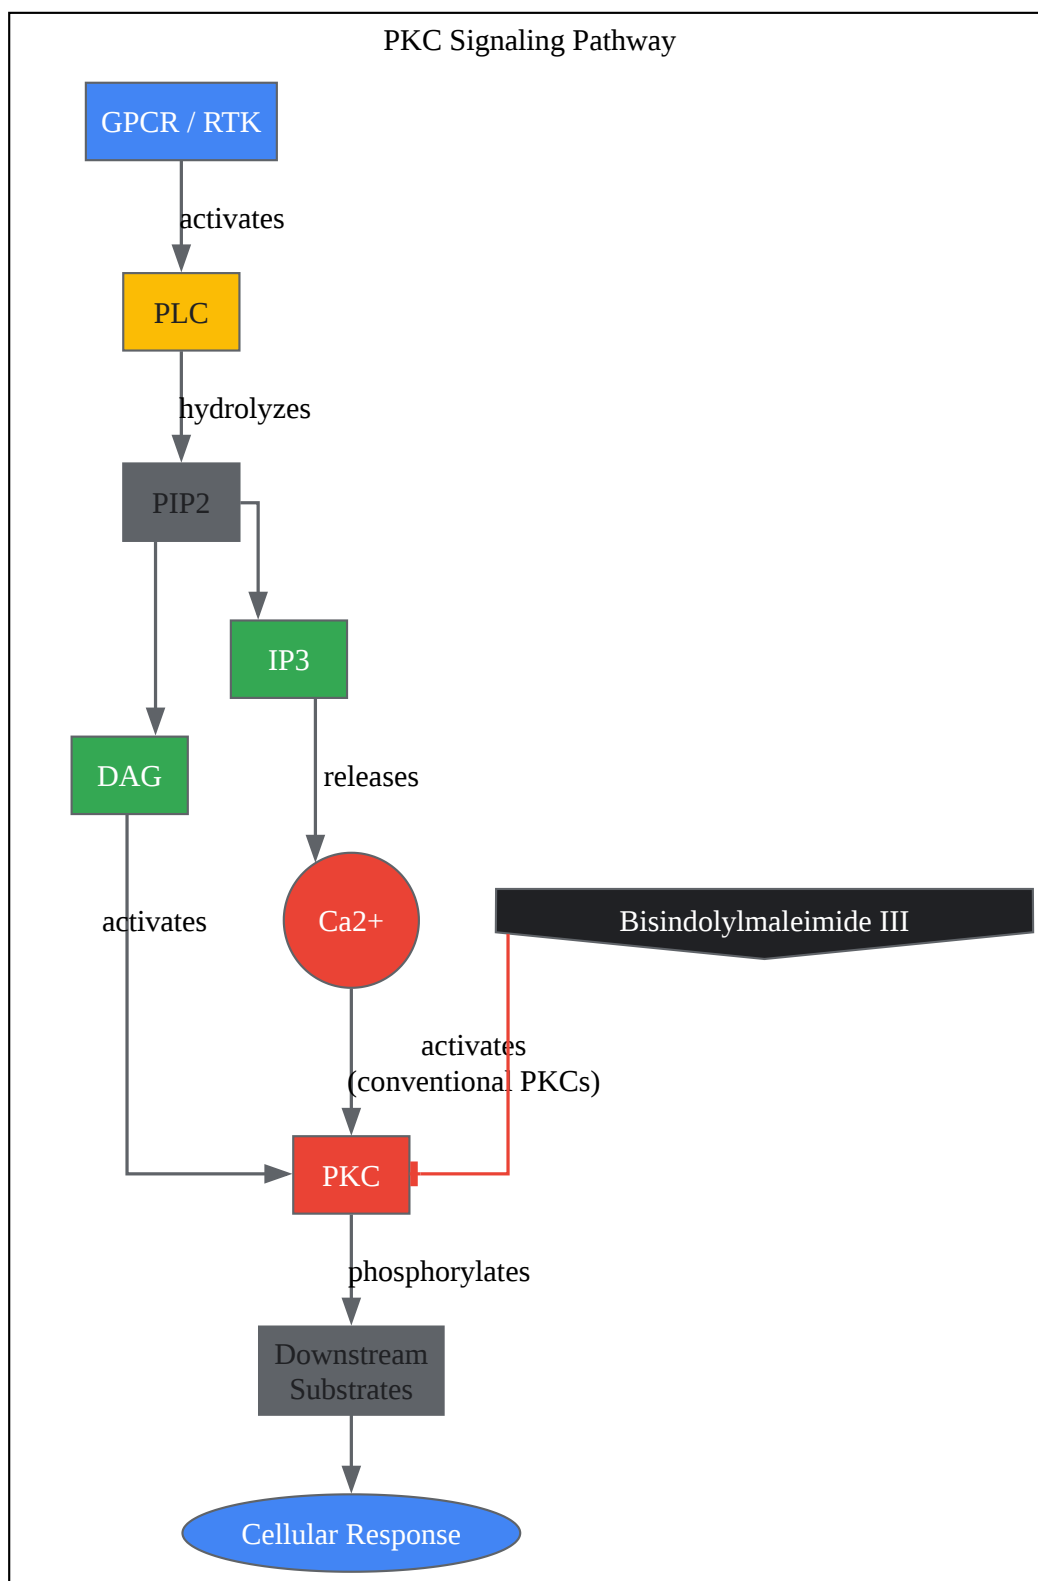 PKC Signaling Pathway
GPCR / RTK
activates
PLC
hydrolyzes
PIP2
IP3
DAG
releases
activates
Ca2+
Bisindolylmaleimide III
activates
(conventional PKCs)
PKC
phosphorylates
Downstream
Substrates
Cellular Response